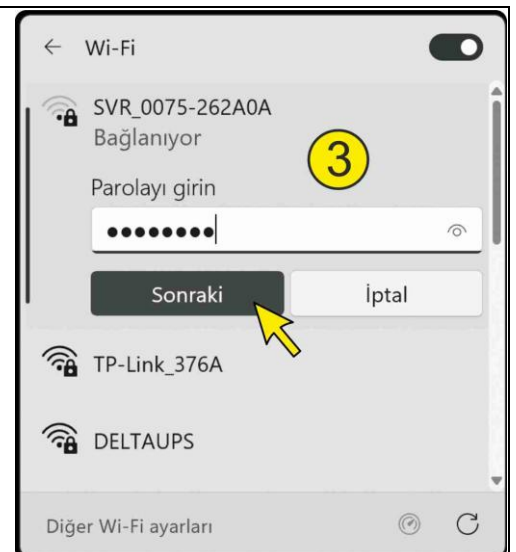 ← Wi-Fi
SVR_0075-262A0A
Bağlanıyor
3
Parolayı girin
••••••••
Sonraki
İptal
TP-Link_376A
DELTAUPS
Diğer Wi-Fi ayarları